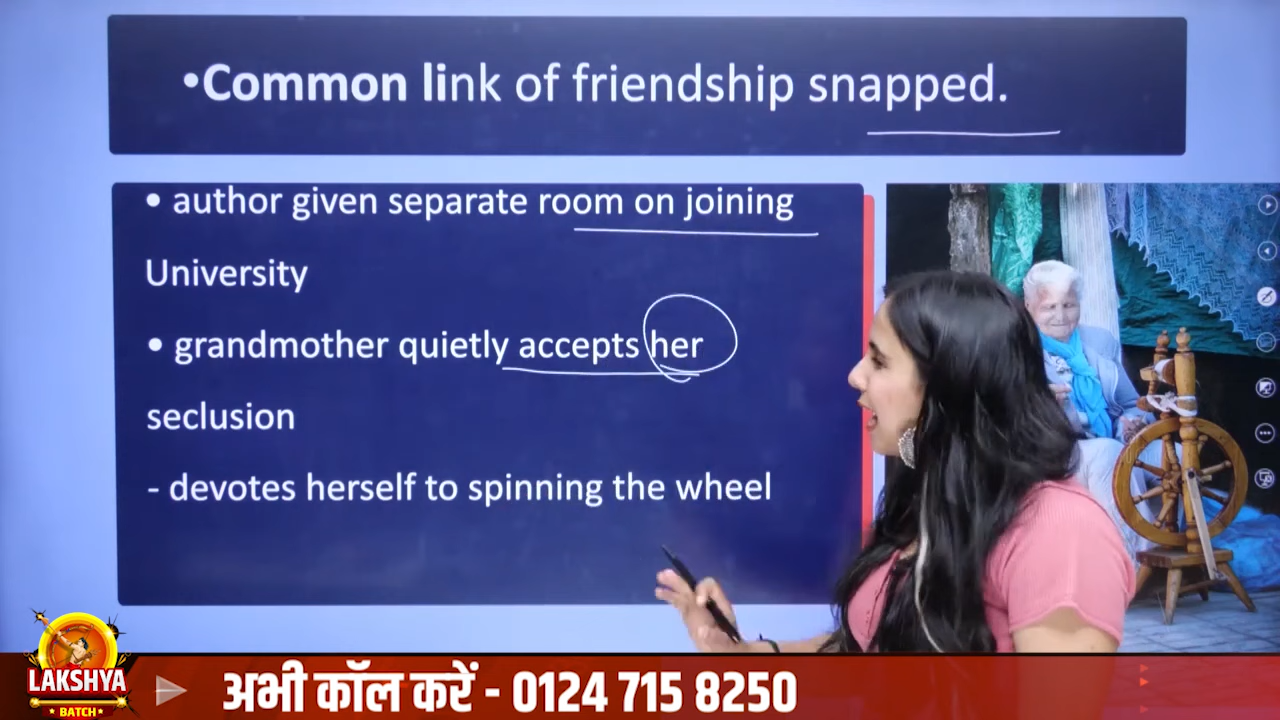 •Common link of friendship snapped.
• author given separate room on joining
University
• grandmother quietly accepts her
seclusion
- devotes herself to spinning the wheel
LAKSHYA
BATCH
अभी कॉल करें - 0124 715 8250